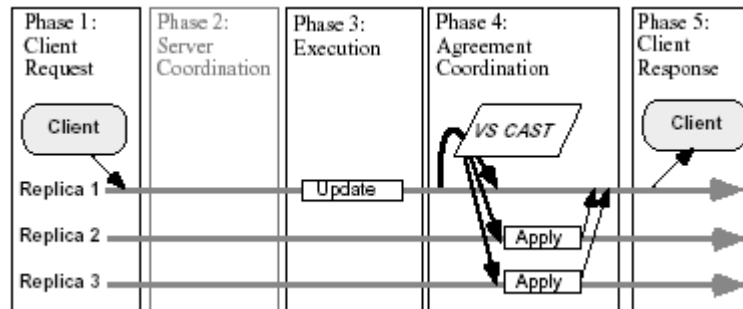 Phase 1:
Client
Request
Phase 2:
Server
Coordination
Phase 3:
Execution
Phase 4:
Agreement
Coordination
Phase 5:
Client
Response
Client
VS CAST
Client
Replica 1
Update
Replica 2
Apply
Replica 3
Apply